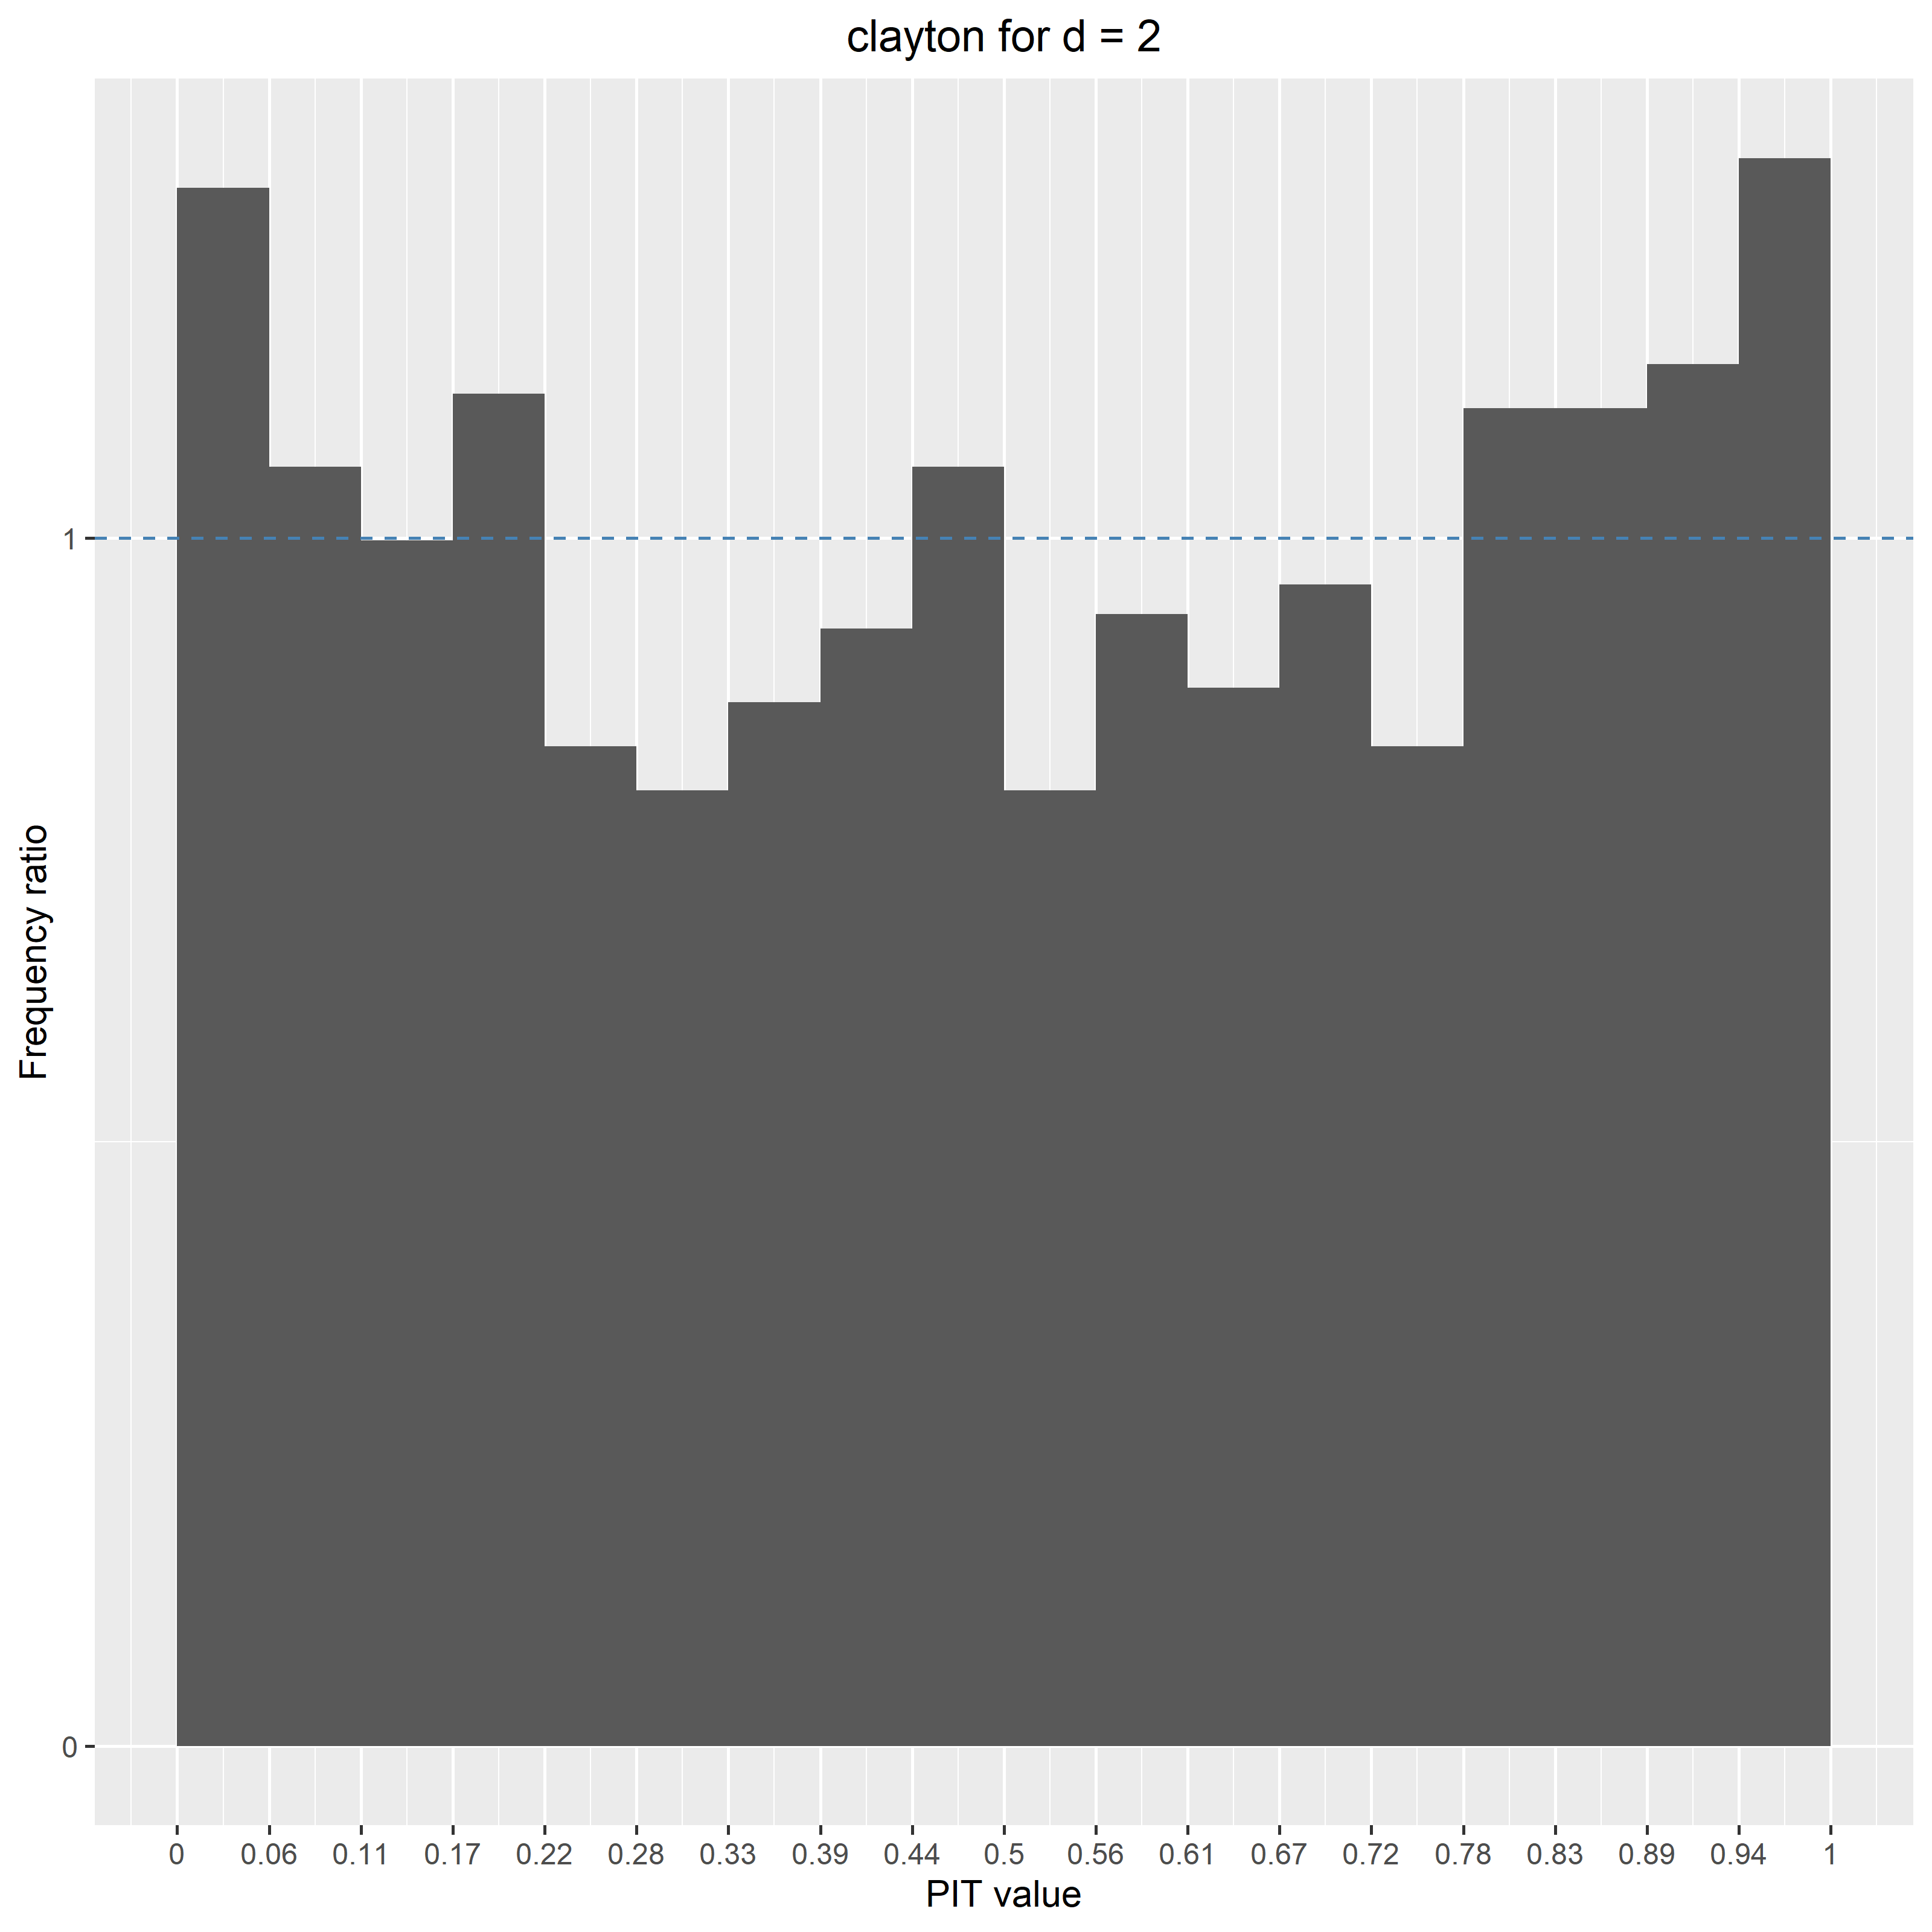 clayton for d = 2
Frequency ratio
1
0
0 0.06 0.11 0.17 0.22 0.28 0.33 0.39 0.44 0.5 0.56 0.61 0.67 0.72 0.78 0.83 0.89 0.94 1
PIT value